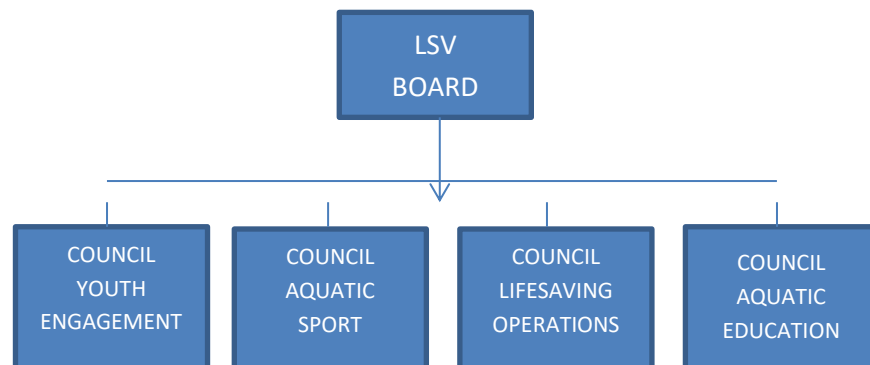 LSV
BOARD
COUNCIL
YOUTH
ENGAGEMENT
COUNCIL
AQUATIC
SPORT
COUNCIL
LIFESAVING
OPERATIONS
COUNCIL
AQUATIC
EDUCATION